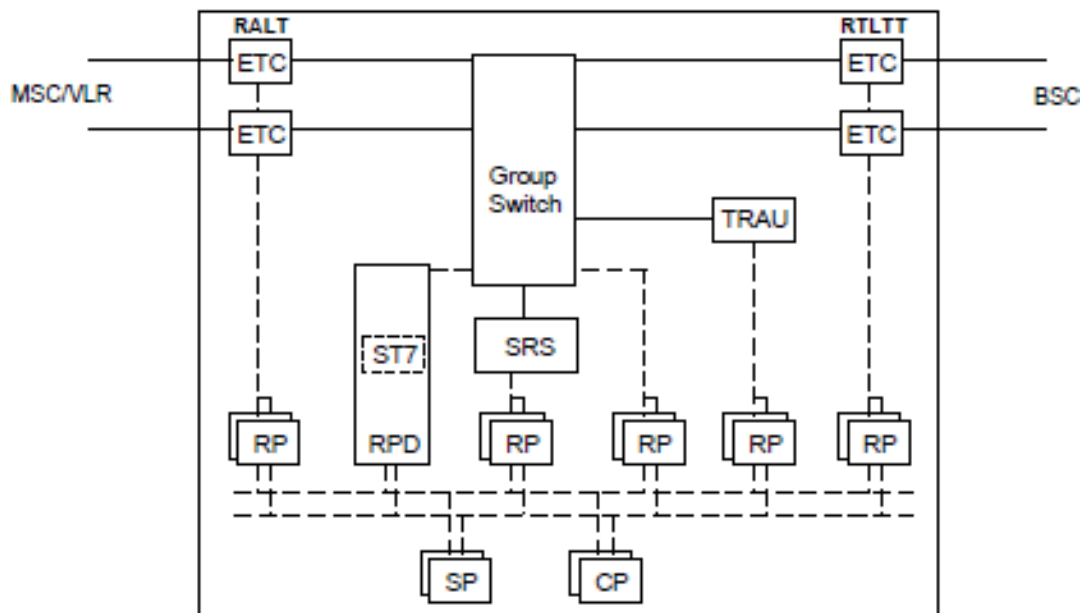 RALT
RTLTT
ETC
ETC
MSC/VLR
BSC
ETC
ETC
Group
Switch
TRAU
ST7
SRS
RP
RPD
RP
RP
RP
RP
SP
CP